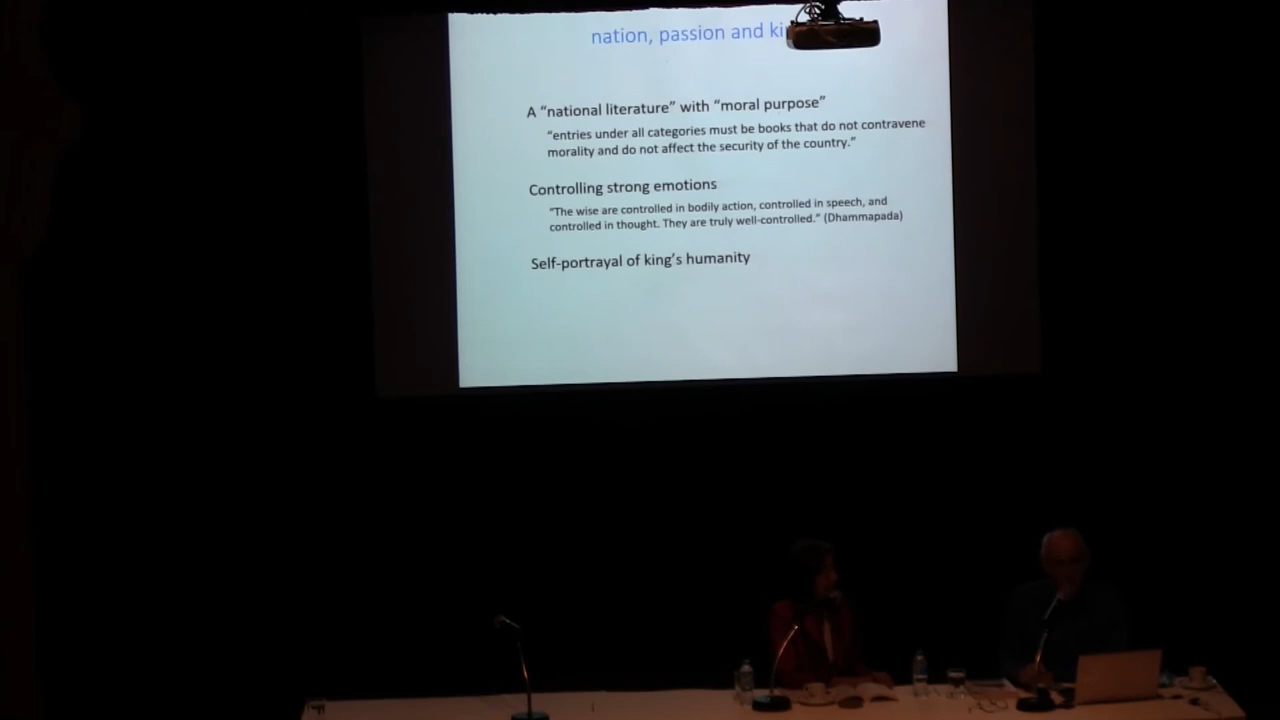 nation, passion and
A “national literature” with “moral purpose”
“entries under all categories must be books that do not contravene
morality and do not affect the security of the country.”
Controlling strong emotions
“The wise are controlled in bodily action, controlled in speech, and
controlled in thought. They are truly well-controlled.” (Dhammapada)
Self-portrayal of king’s humanity